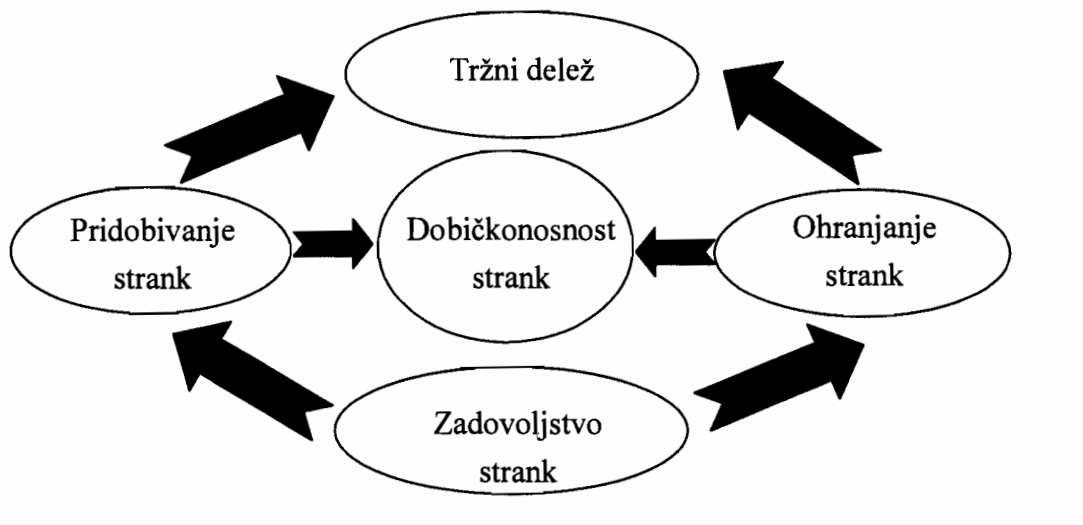 Tržni delež
Pridobivanje
strank
Dobičkonosnost
strank
Ohranjanje
strank
Zadovoljstvo
strank